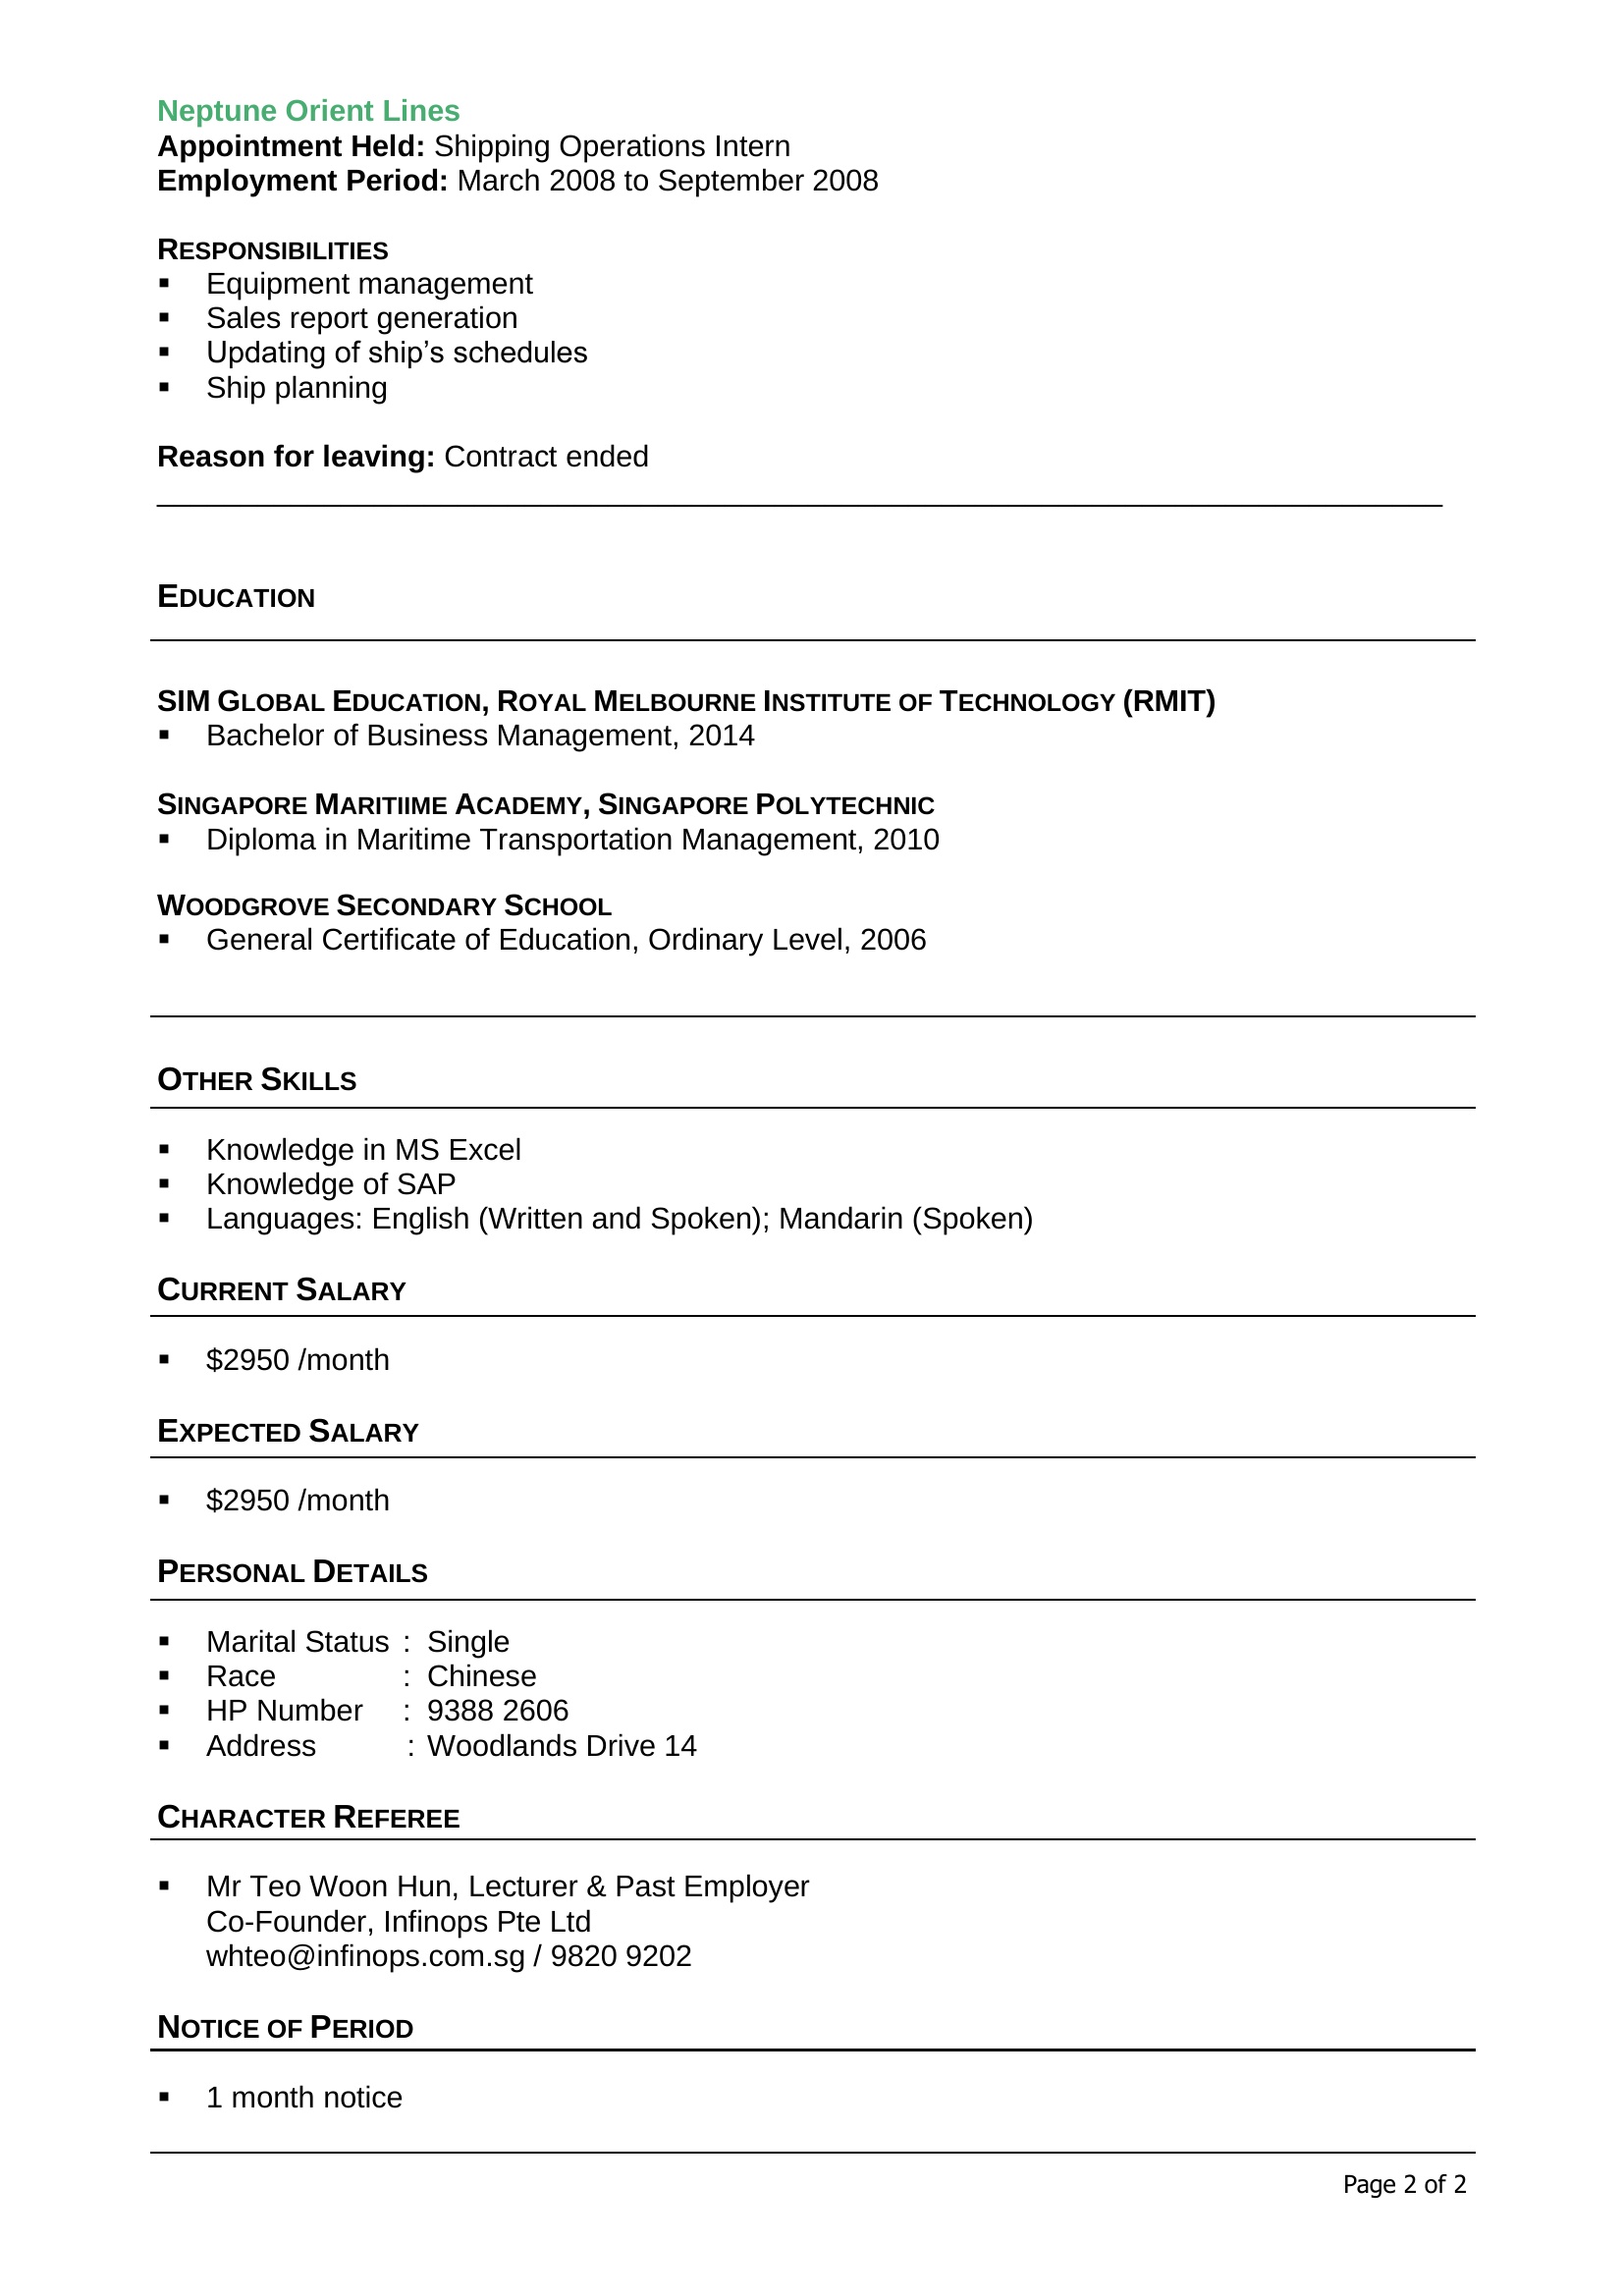 Neptune Orient Lines
Appointment Held: Shipping Operations Intern
Employment Period: March 2008 to September 2008
RESPONSIBILITIES
▪ Equipment management
▪ Sales report generation
▪ Updating of ship’s schedules
▪ Ship planning
Reason for leaving: Contract ended
EDUCATION
SIM GLOBAL EDUCATION, ROYAL MELBOURNE INSTITUTE OF TECHNOLOGY (RMIT)
▪ Bachelor of Business Management, 2014
SINGAPORE MARITIIME ACADEMY, SINGAPORE POLYTECHNIC
▪ Diploma in Maritime Transportation Management, 2010
WOODGROVE SECONDARY SCHOOL
▪ General Certificate of Education, Ordinary Level, 2006
OTHER SKILLS
▪ Knowledge in MS Excel
▪ Knowledge of SAP
▪ Languages: English (Written and Spoken); Mandarin (Spoken)
CURRENT SALARY
▪ $2950 /month
EXPECTED SALARY
▪ $2950 /month
PERSONAL DETAILS
▪ Marital Status : Single
▪ Race : Chinese
▪ HP Number : 9388 2606
▪ Address : Woodlands Drive 14
CHARACTER REFEREE
▪ Mr Teo Woon Hun, Lecturer & Past Employer
Co-Founder, Infinops Pte Ltd
whteo@infinops.com.sg / 9820 9202
NOTICE OF PERIOD
▪ 1 month notice
Page 2 of 2